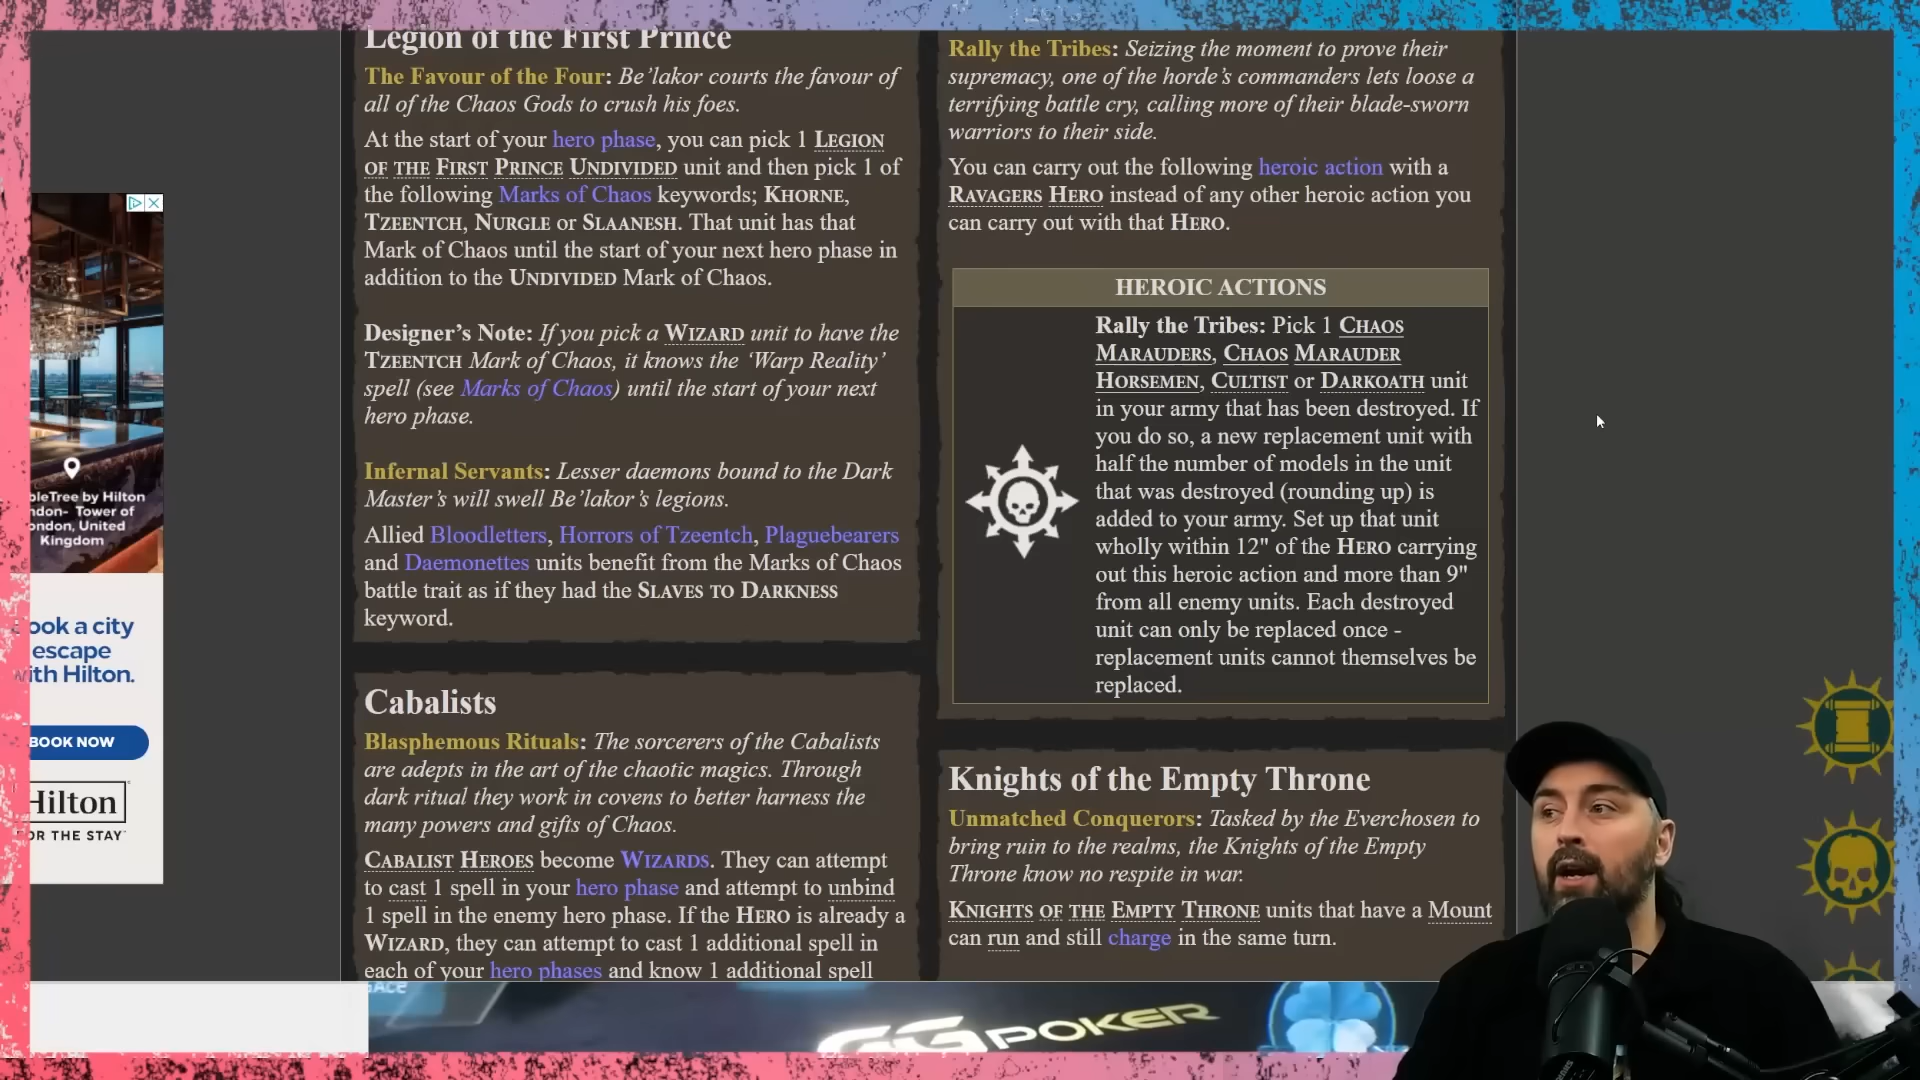 Legion of the First Prince
The Favour of the Four: Be’lakor courts the favour of
all of the Chaos Gods to crush his foes.
At the start of your hero phase, you can pick 1 LEGION
OF THE FIRST PRINCE UNDIVIDED unit and then pick 1 of
the following Marks of Chaos keywords; KHORNE,
TZEENTCH, NURGLE or SLAANESH. That unit has that
Mark of Chaos until the start of your next hero phase in
addition to the UNDIVIDED Mark of Chaos.
Designer’s Note: If you pick a WIZARD unit to have the
TZEENTCH Mark of Chaos, it knows the ‘Warp Reality’
spell (see Marks of Chaos) until the start of your next
hero phase.
Infernal Servants: Lesser daemons bound to the Dark
Master’s will swell Be’lakor’s legions.
Allied Bloodletters, Horrors of Tzeentch, Plaguebearers
and Daemonettes units benefit from the Marks of Chaos
battle trait as if they had the SLAVES TO DARKNESS
keyword.
Cabalists
Blasphemous Rituals: The sorcerers of the Cabalists
are adepts in the art of the chaotic magics. Through
dark ritual they work in covens to better harness the
many powers and gifts of Chaos.
CABALIST HEROES become WIZARDS. They can attempt
to cast 1 spell in your hero phase and attempt to unbind
1 spell in the enemy hero phase. If the HERO is already a
WIZARD, they can attempt to cast 1 additional spell in
each of your hero phases and know 1 additional spell
Rally the Tribes: Seizing the moment to prove their
supremacy, one of the horde’s commanders lets loose a
terrifying battle cry, calling more of their blade-sworn
warriors to their side.
You can carry out the following heroic action with a
RAVAGERS HERO instead of any other heroic action you
can carry out with that HERO.
HEROIC ACTIONS
Rally the Tribes: Pick 1 CHAOS
MARAUDERS, CHAOS MARAUDER
HORSEMEN, CULTIST or DARKOATH unit
in your army that has been destroyed. If
you do so, a new replacement unit with
half the number of models in the unit
that was destroyed (rounding up) is
added to your army. Set up that unit
wholly within 12" of the HERO carrying
out this heroic action and more than 9"
from all enemy units. Each destroyed
unit can only be replaced once -
replacement units cannot themselves be
replaced.
Knights of the Empty Throne
Unmatched Conquerors: Tasked by the Everchosen to
bring ruin to the realms, the Knights of the Empty
Throne know no respite in war.
KNIGHTS OF THE EMPTY THRONE units that have a Mount
can run and still charge in the same turn.
bleTree by Hilton
ndon- Tower of
ondon, United
Kingdom
ook a city
escape
with Hilton.
BOOK NOW
Hilton
OR THE STAY
GGPOKER